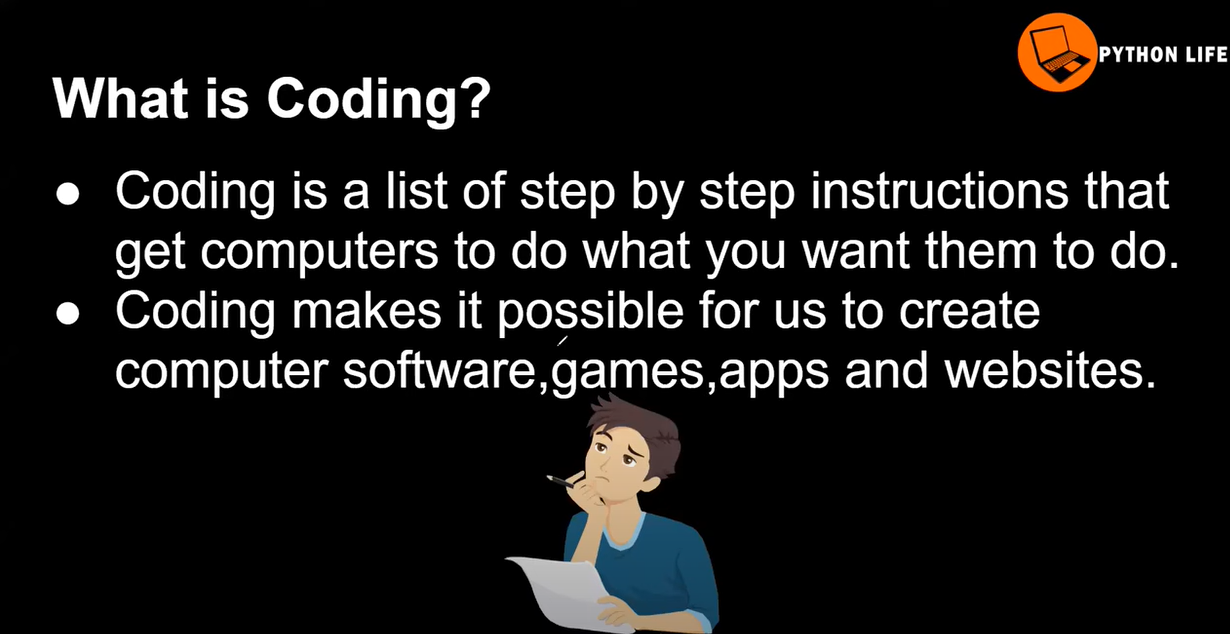 PYTHON LIFE
What is Coding?
● Coding is a list of step by step instructions that
get computers to do what you want them to do.
● Coding makes it possible for us to create
computer software,games,apps and websites.